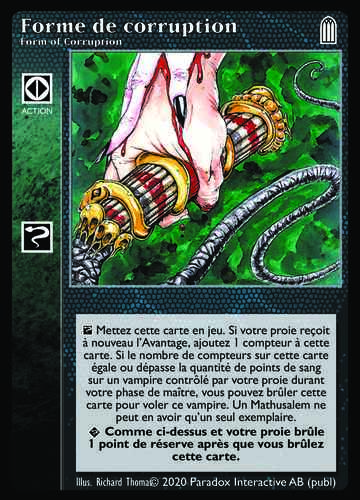 Forme de corruption
Form of Corruption
ACTION
Mettez cette carte en jeu. Si votre proie reçoit
à nouveau l'Avantage, ajoutez 1 compteur à cette
carte. Si le nombre de compteurs sur cette carte
égale ou dépasse la quantité de points de sang
sur un vampire contrôlé par votre proie durant
votre phase de maître, vous pouvez brûler cette
carte pour voler ce vampire. Un Mathusalem ne
peut en avoir qu'un seul exemplaire.
Comme ci-dessus et votre proie brûle
1 point de réserve après que vous brûlez
cette carte.
Illus. Richard Thomas© 2020 Paradox Interactive AB (publ)